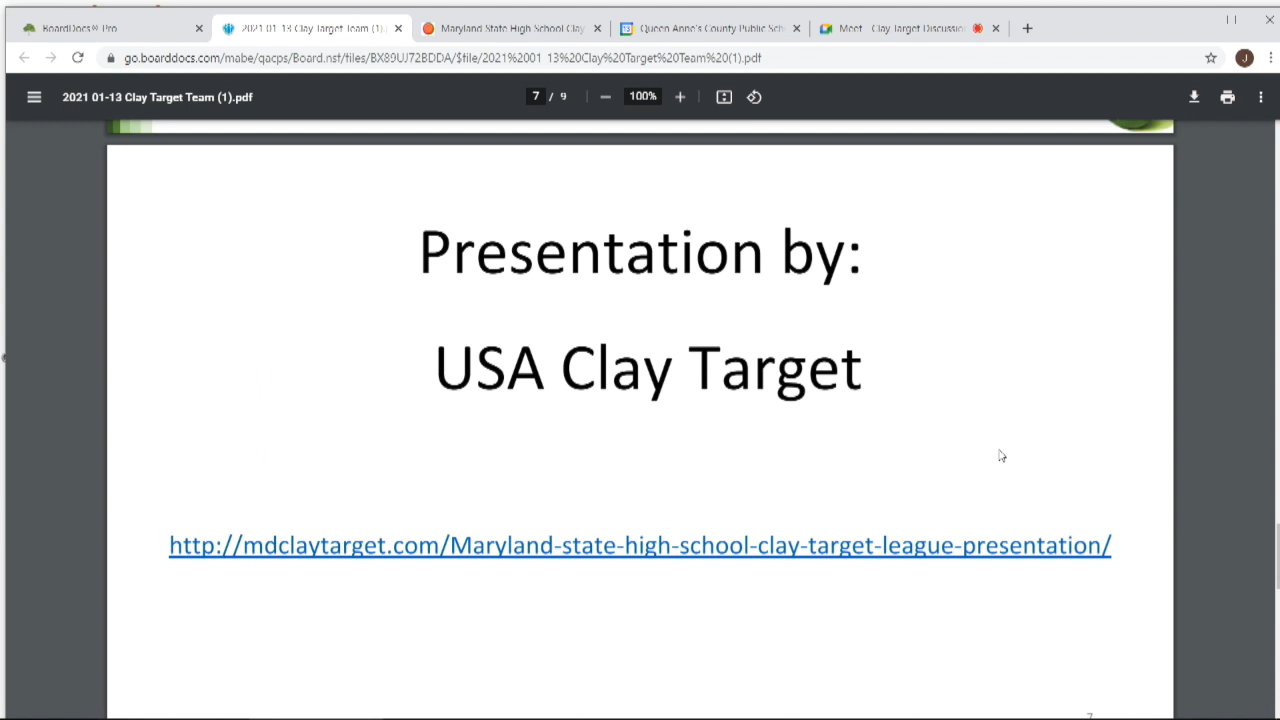 BoardDocs® Pro
2021 01-13 Clay Target Team (1).
Maryland State High School Clay
Queen Anne's County Public Sch
Meet - Clay Target Discussion
go.boarddocs.com/mabe/qacps/Board.nsf/files/BX89UJ72BDDA/$file/2021%2001 13%20Clay%20Target%20Team%20(1).pdf
J
2021 01-13 Clay Target Team (1).pdf
7 / 9
100%
Presentation by:
USA Clay Target
http://mdclaytarget.com/Maryland-state-high-school-clay-target-league-presentation/
7